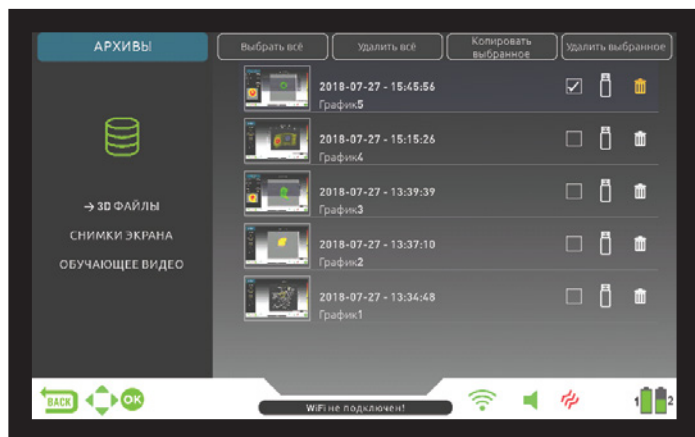 АРХИВЫ
Выбрать всё
Удалить всё
Копировать
выбранное
Удалить выбранное
2018-07-27 - 15:45:56
График5
2018-07-27 - 15:15:26
График4
→ 3D ФАЙЛЫ
2018-07-27 - 13:39:39
График3
СНИМКИ ЭКРАНА
2018-07-27 - 13:37:10
График2
ОБУЧАЮЩЕЕ ВИДЕО
2018-07-27 - 13:34:48
График1
BACK
OK
WiFi не подключен!
1
2